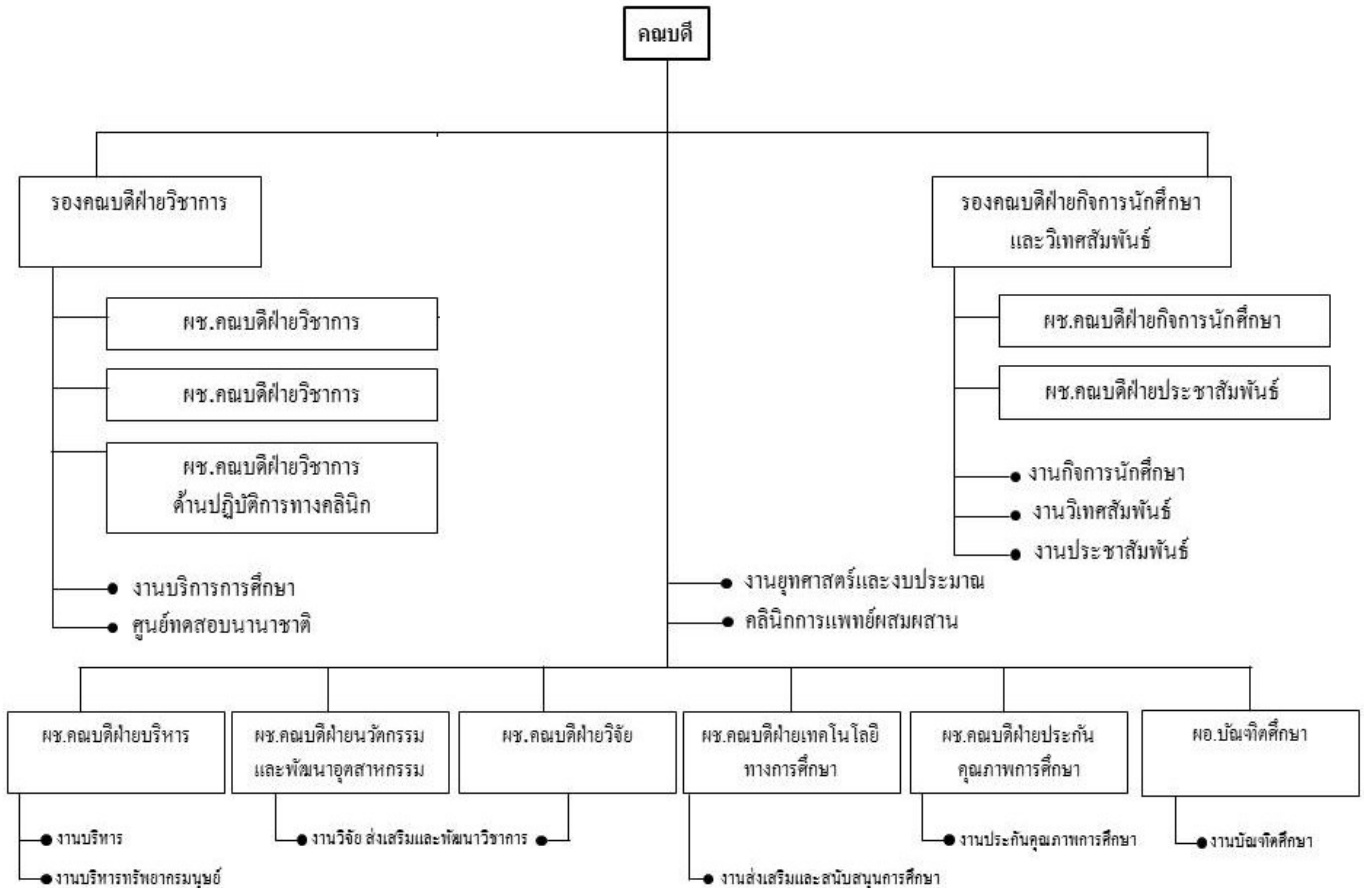 คณบดี
รองคณบดีฝ่ายวิชาการ
ผช.คณบดีฝ่ายวิชาการ
ผช.คณบดีฝ่ายวิชาการ
ผช.คณบดีฝ่ายวิชาการ
ด้านปฏิบัติการทางคลินิก
งานบริการการศึกษา
ศูนย์ทดสอบนานาชาติ
รองคณบดีฝ่ายกิจการนักศึกษา
และวิเทศสัมพันธ์
ผช.คณบดีฝ่ายกิจการนักศึกษา
ผช.คณบดีฝ่ายประชาสัมพันธ์
งานกิจการนักศึกษา
งานวิเทศสัมพันธ์
งานประชาสัมพันธ์
งานยุทศาสตร์และงบประมาณ
คลินิกการแพทย์ผสมผสาน
ผช.คณบดีฝ่ายบริหาร
งานบริหาร
งานบริหารทรัพยากรมนุษย์
ผช.คณบดีฝ่ายนวัตกรรม
และพัฒนาอุตสาหกรรม
ผช.คณบดีฝ่ายวิจัย
งานวิจัย ส่งเสริมและพัฒนาวิชาการ
ผช.คณบดีฝ่ายเทคโนโลยี
ทางการศึกษา
งานส่งเสริมและสนับสนุนการศึกษา
ผช.คณบดีฝ่ายประกัน
คุณภาพการศึกษา
งานประกันคุณภาพการศึกษา
ผอ.บัณฑิตศึกษา
งานบัณฑิตศึกษา